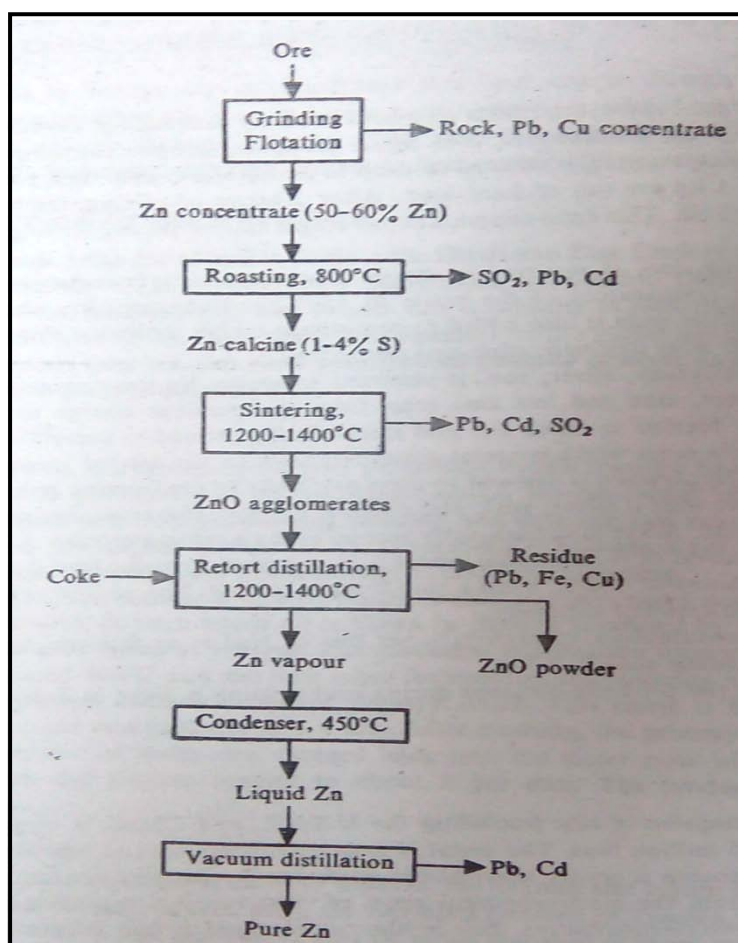 Ore
Grinding
Flotation
Rock, Pb, Cu concentrate
Zn concentrate (50–60% Zn)
Roasting, 800°C
SO₂, Pb, Cd
Zn calcine (1-4% S)
Sintering,
1200–1400°C
Pb, Cd, SO₂
ZnO agglomerates
Coke
Retort distillation,
1200–1400°C
Residue
(Pb, Fe, Cu)
ZnO powder
Zn vapour
Condenser, 450°C
Liquid Zn
Vacuum distillation
Pb, Cd
Pure Zn